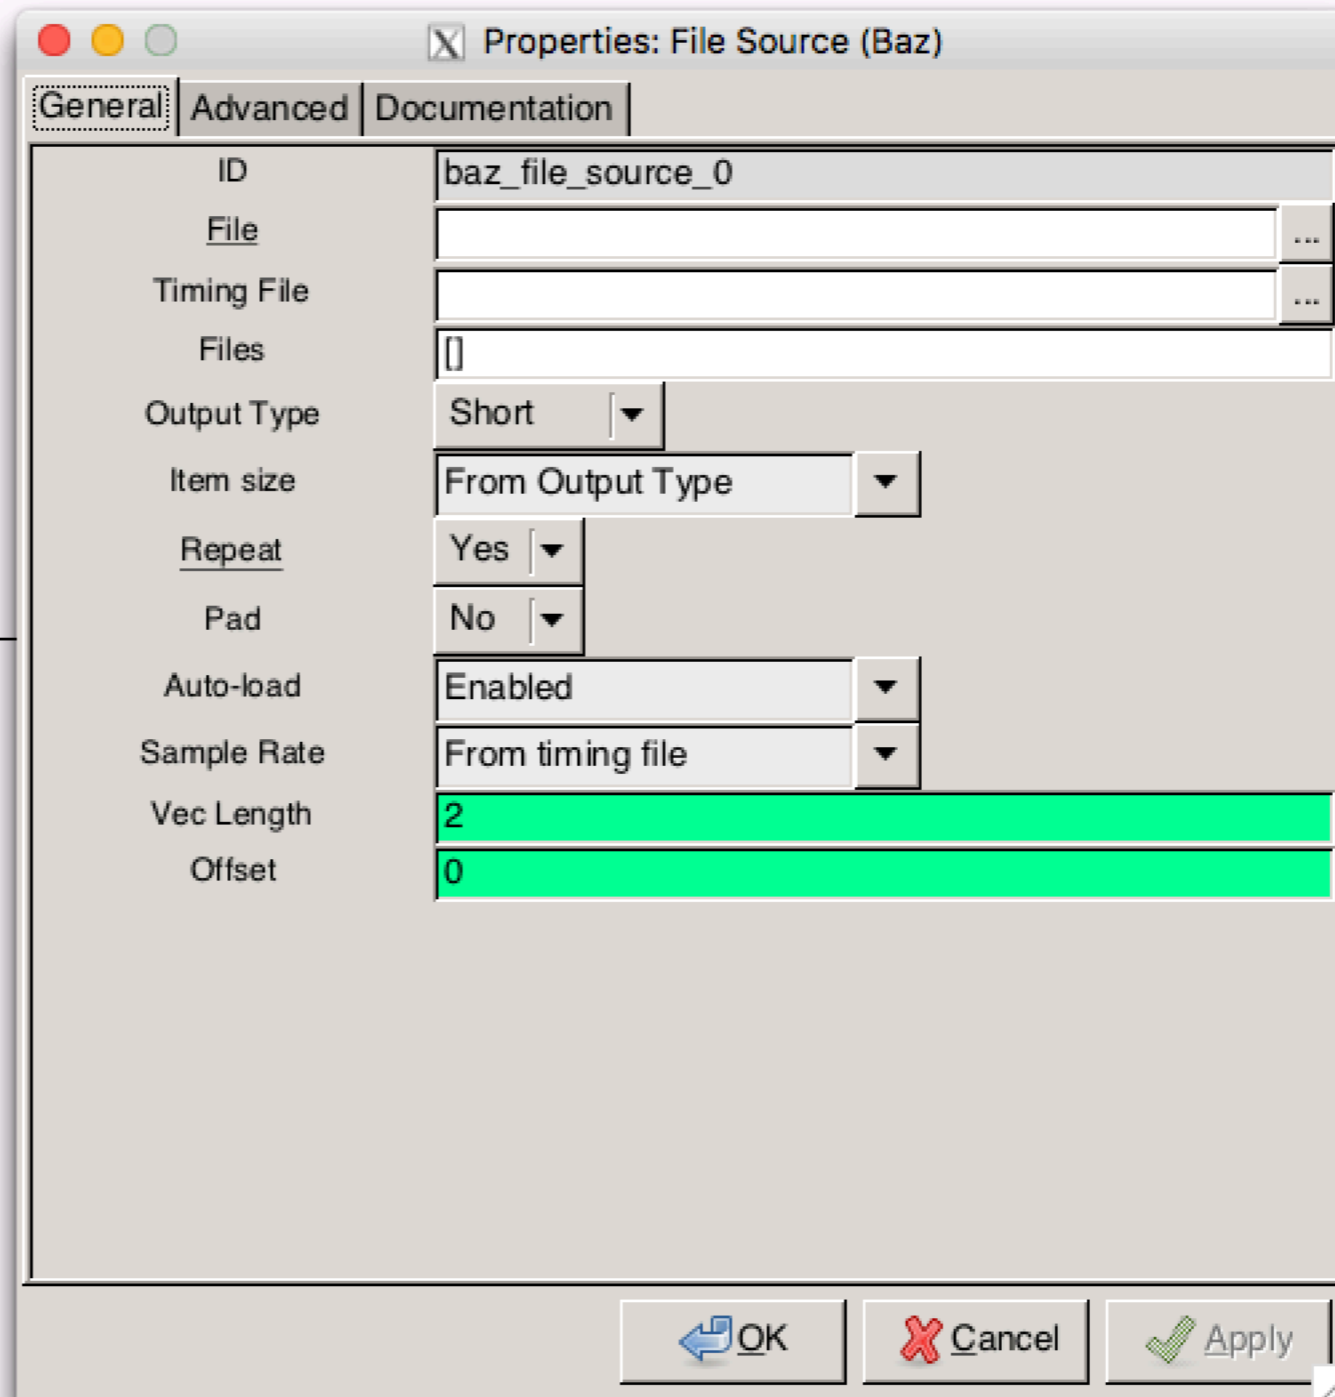 Properties: File Source (Baz)
General Advanced Documentation
ID baz_file_source_0
File ...
Timing File ...
Files []
Output Type Short
Item size From Output Type
Repeat Yes
Pad No
Auto-load Enabled
Sample Rate From timing file
Vec Length 2
Offset 0
OK Cancel Apply